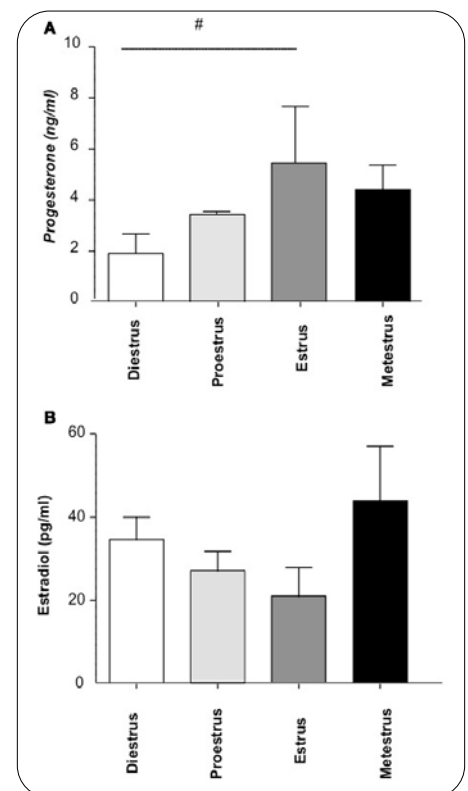 A
#
Progesterone (ng/ml)
10
8
6
4
2
0
Diestrus
Proestrus
Estrus
Metestrus
B
Estradiol (pg/ml)
60
40
20
0
Diestrus
Proestrus
Estrus
Metestrus